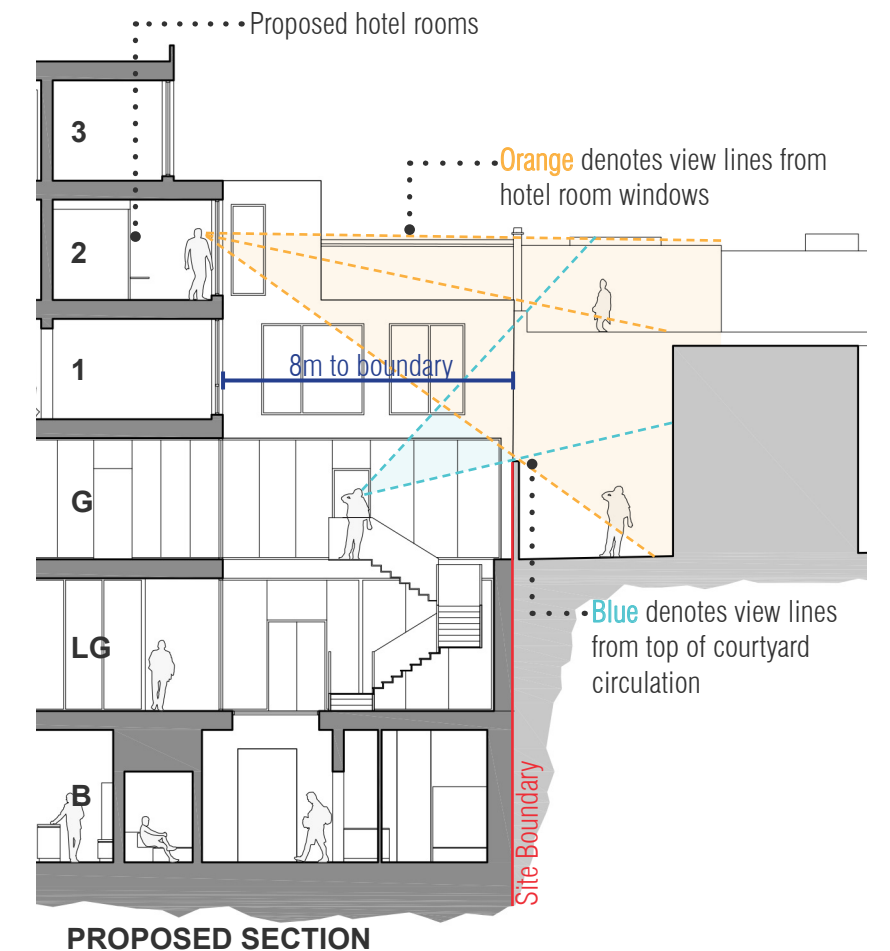 Proposed hotel rooms
3
Orange denotes view lines from
hotel room windows
2
1
8m to boundary
G
Blue denotes view lines
from top of courtyard
circulation
LG
B
Site Boundary
PROPOSED SECTION